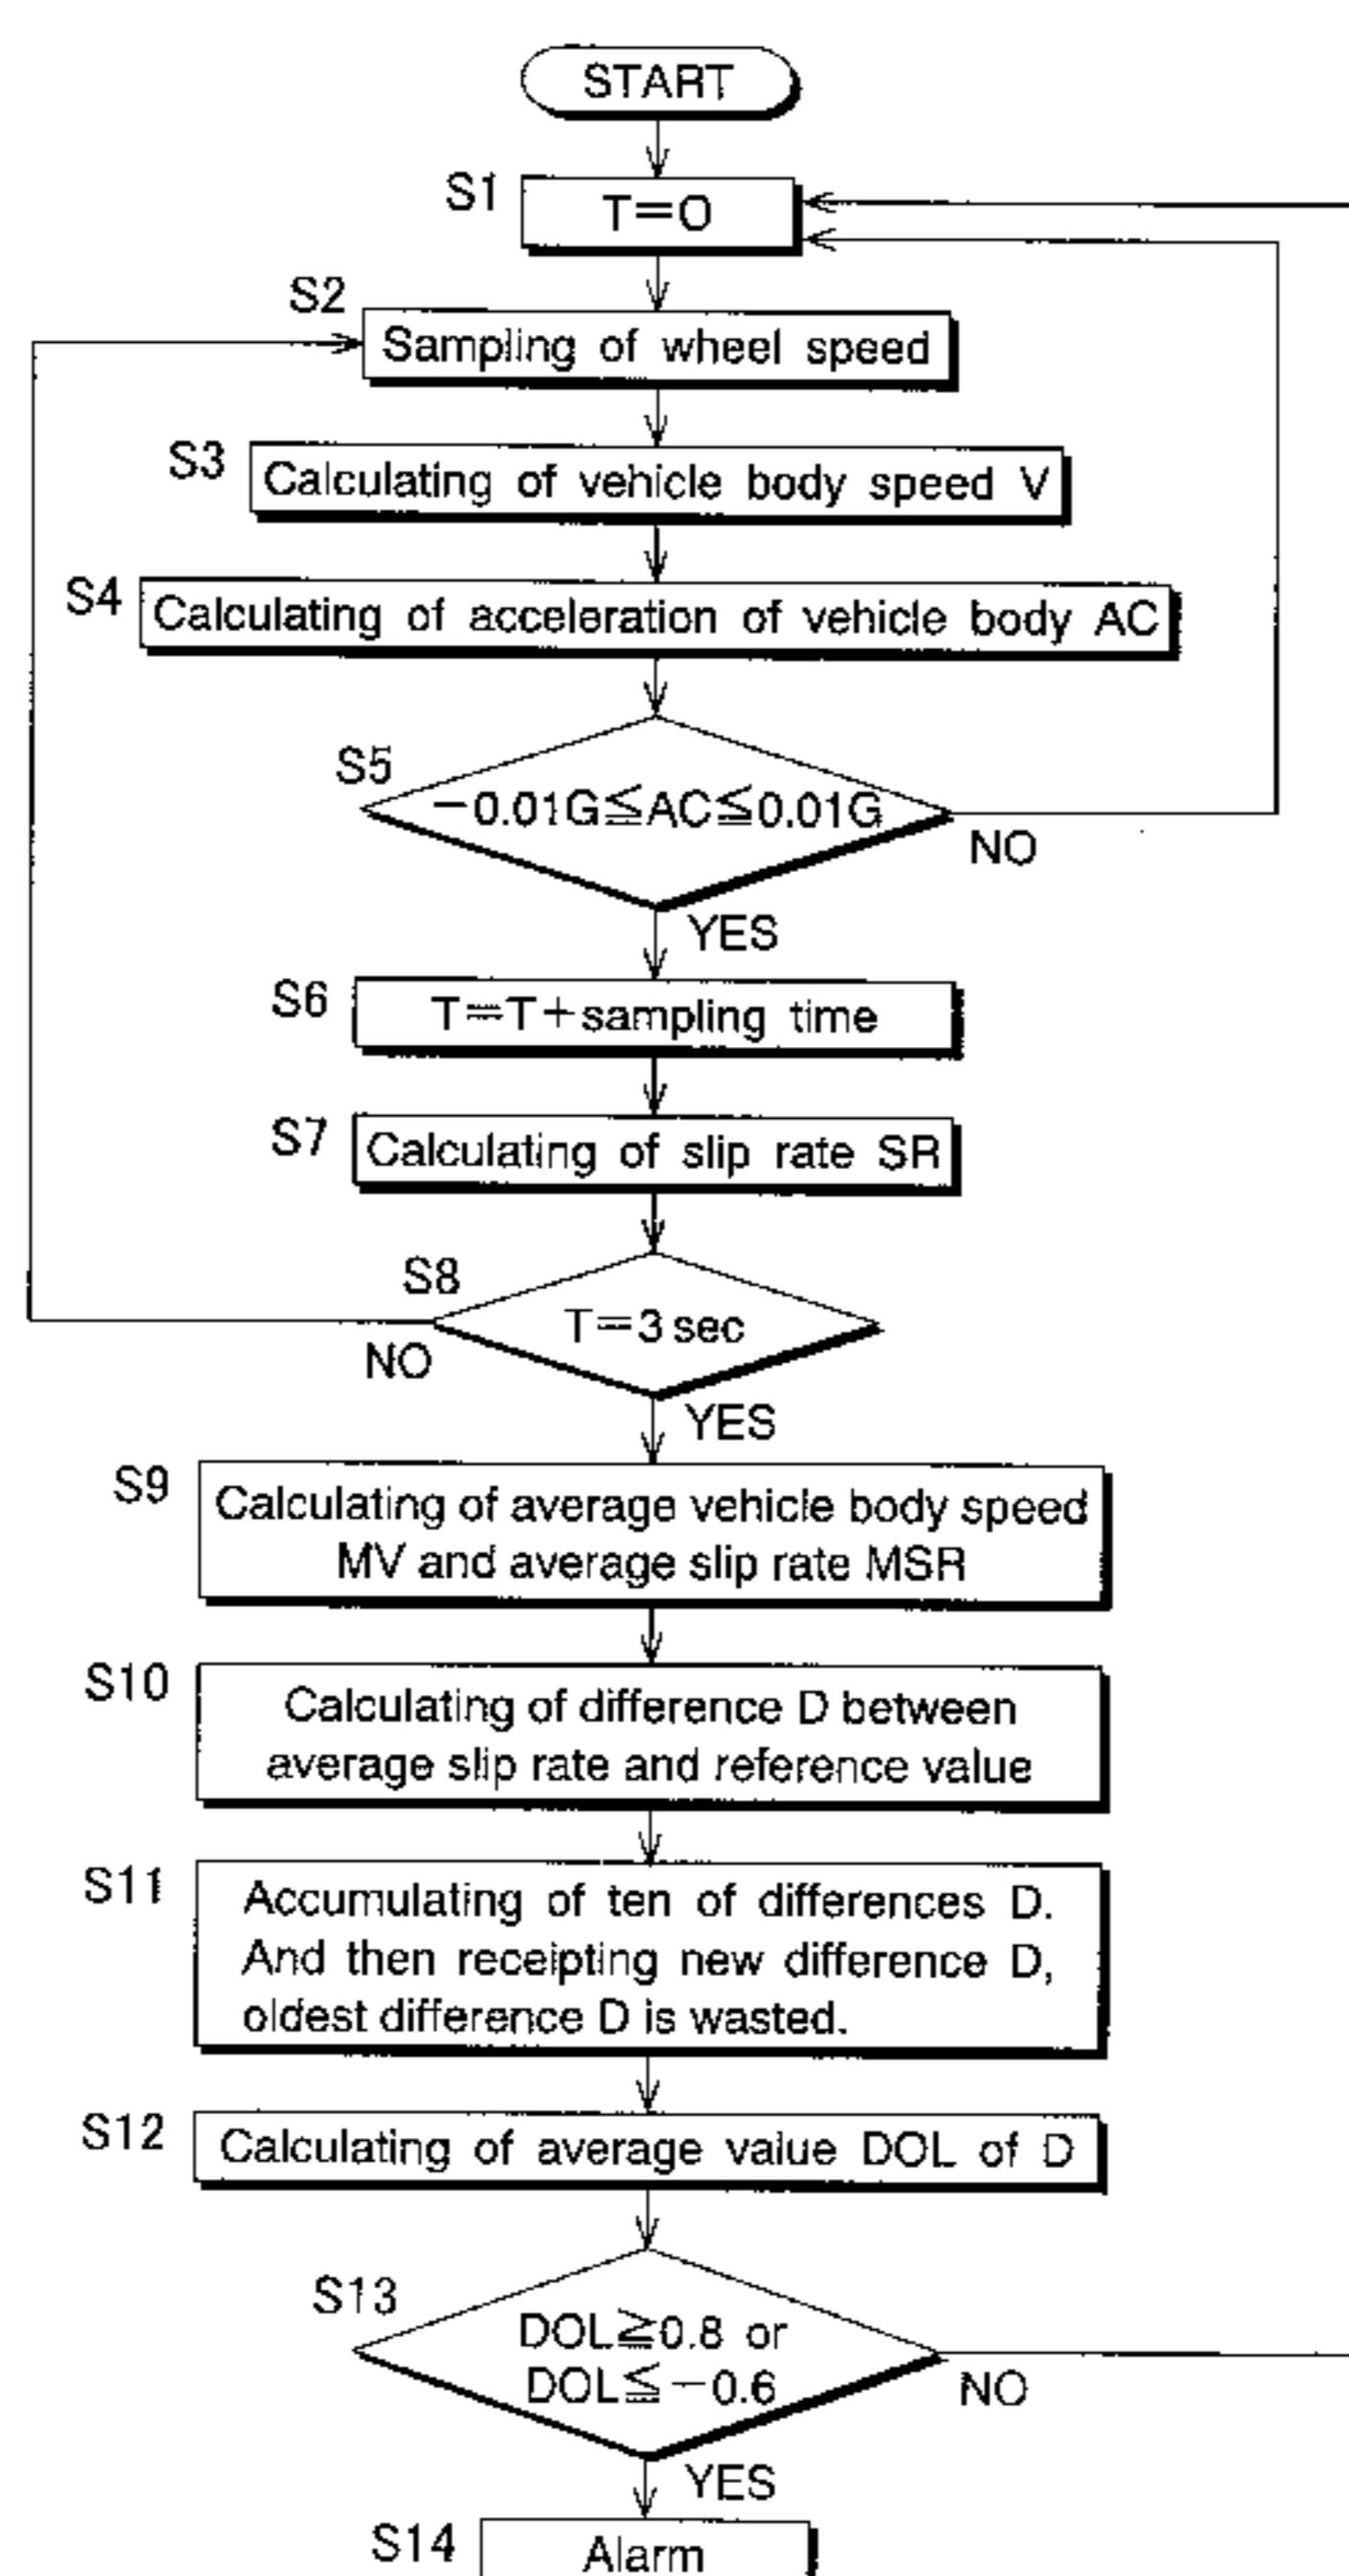 START
S1
T=0
S2
Sampling of wheel speed
S3
Calculating of vehicle body speed V
S4
Calculating of acceleration of vehicle body AC
S5
-0.01G≦AC≦0.01G
NO
YES
S6
T=T+sampling time
S7
Calculating of slip rate SR
S8
T=3 sec
NO
YES
S9
Calculating of average vehicle body speed
MV and average slip rate MSR
S10
Calculating of difference D between
average slip rate and reference value
S11
Accumulating of ten of differences D.
And then receipting new difference D,
oldest difference D is wasted.
S12
Calculating of average value DOL of D
S13
DOL≧0.8 or
DOL≦-0.6
NO
YES
S14
Alarm